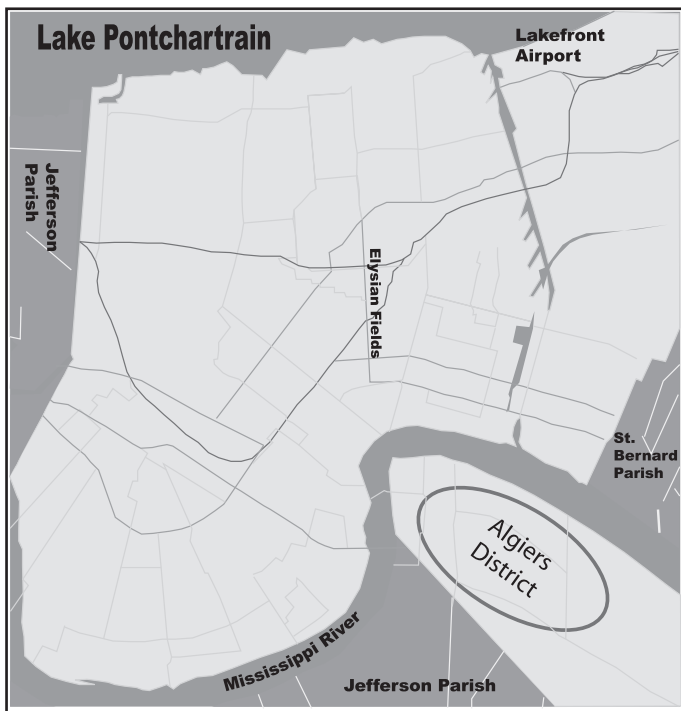 Lake Pontchartrain
Lakefront
Airport
Jefferson
Parish
Elysian Fields
St.
Bernard
Parish
Algiers
District
Mississippi River
Jefferson Parish